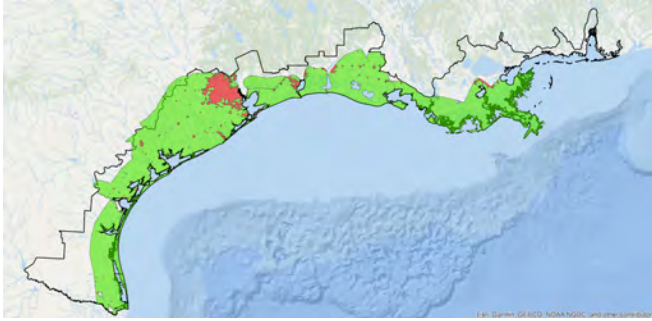 Esri, Garmin, GEBCO, NOAA NGDC, and other contributors